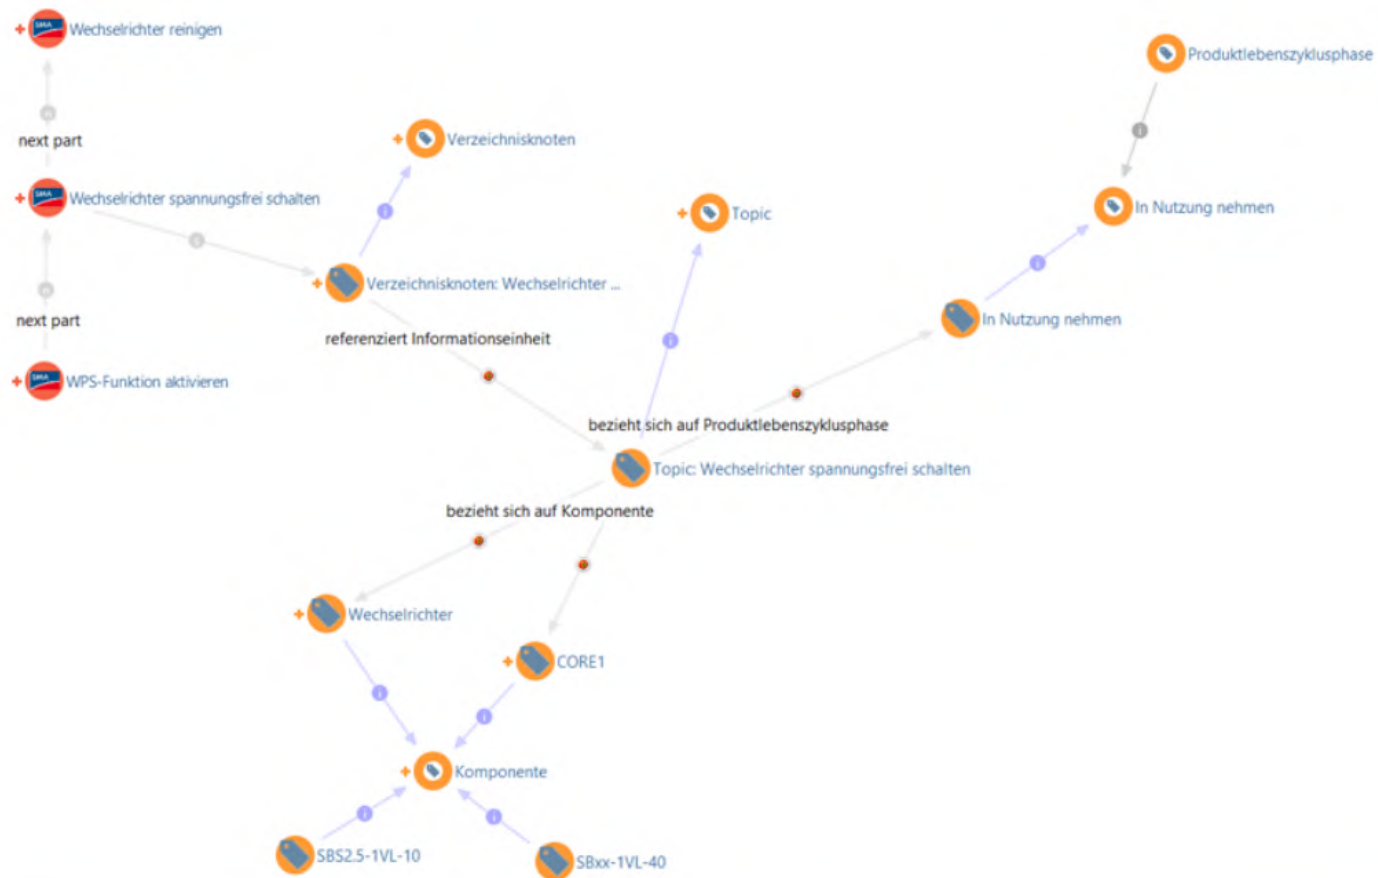 Wechselrichter reinigen
Produktlebenszyklusphase
next part
Verzeichnisknoten
Wechselrichter spannungsfrei schalten
Topic
In Nutzung nehmen
Verzeichnisknoten: Wechselrichter ...
next part
In Nutzung nehmen
referenziert Informationseinheit
WPS-Funktion aktivieren
bezieht sich auf Produktlebenszyklusphase
Topic: Wechselrichter spannungsfrei schalten
bezieht sich auf Komponente
Wechselrichter
CORE1
Komponente
SBS2.5-1VL-10
SBxx-1VL-40